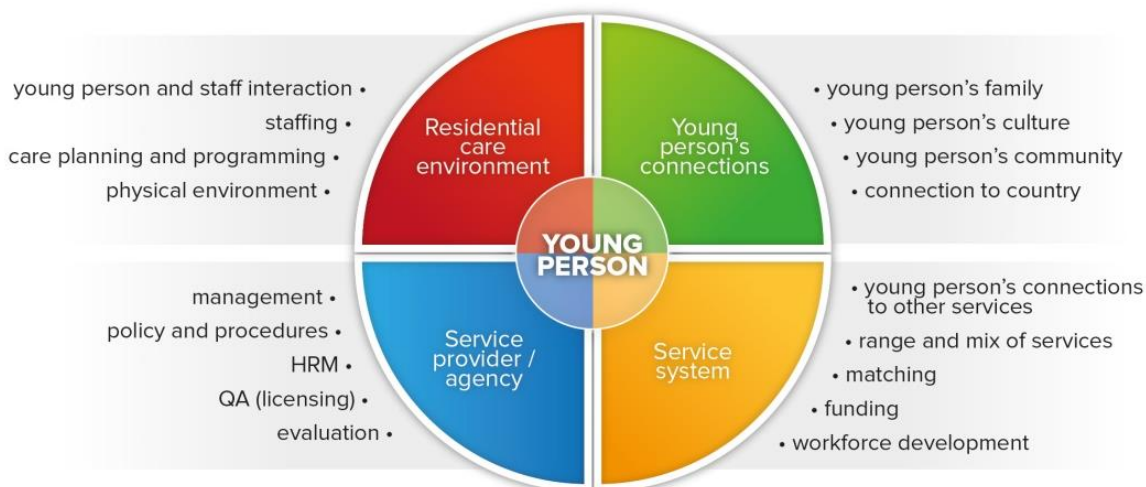 young person and staff interaction •
staffing •
care planning and programming •
physical environment •
Residential
care
environment
Young
person's
connections
• young person's family
• young person's culture
• young person's community
• connection to country
YOUNG
PERSON
management •
policy and procedures •
HRM •
QA (licensing) •
evaluation •
Service
provider /
agency
Service
system
• young person's connections
to other services
• range and mix of services
• matching
• funding
• workforce development